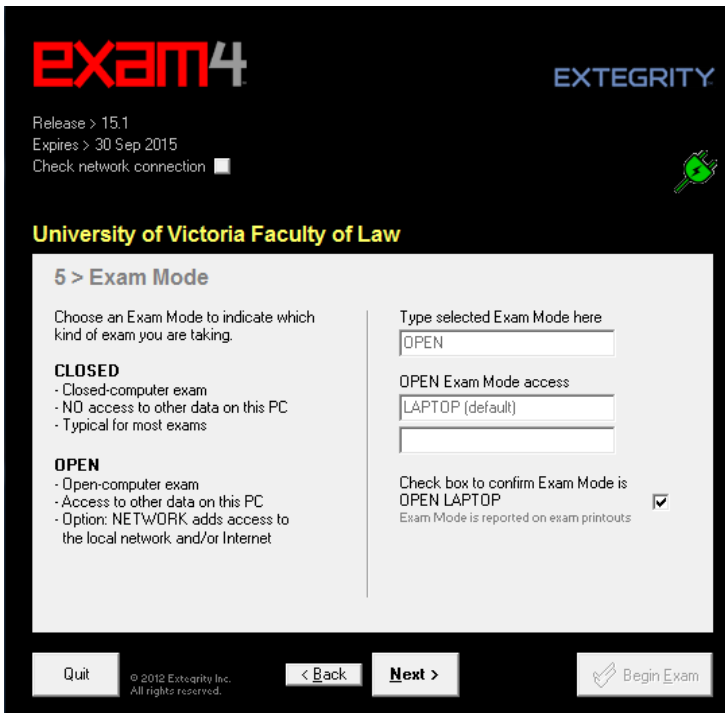 exam4
EXTEGRITY
Release > 15.1
Expires > 30 Sep 2015
Check network connection
University of Victoria Faculty of Law
5 > Exam Mode
Choose an Exam Mode to indicate which
kind of exam you are taking.
CLOSED
- Closed-computer exam
- NO access to other data on this PC
- Typical for most exams
OPEN
- Open-computer exam
- Access to other data on this PC
- Option: NETWORK adds access to
the local network and/or Internet
Type selected Exam Mode here
OPEN
OPEN Exam Mode access
LAPTOP (default)
Check box to confirm Exam Mode is
OPEN LAPTOP
Exam Mode is reported on exam printouts
Quit
© 2012 Extegrity Inc.
All rights reserved.
< Back
Next >
Begin Exam